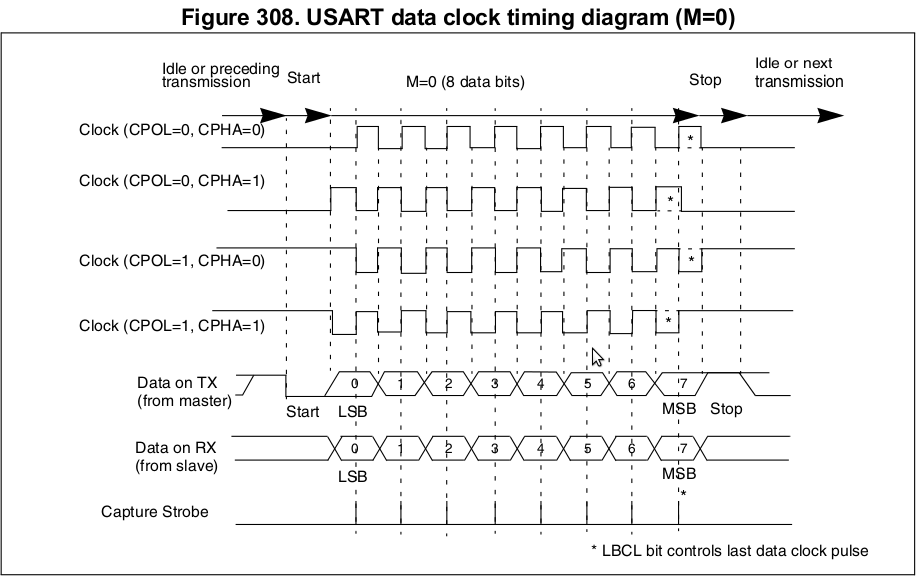 Figure 308. USART data clock timing diagram (M=0)
Idle or preceding
transmission
Start
M=0 (8 data bits)
Stop
Idle or next
transmission
Clock (CPOL=0, CPHA=0)
*
Clock (CPOL=0, CPHA=1)
*
Clock (CPOL=1, CPHA=0)
*
Clock (CPOL=1, CPHA=1)
*
Data on TX
(from master)
0 1 2 3 4 5 6 7
Start LSB MSB Stop
Data on RX
(from slave)
0 1 2 3 4 5 6 7
LSB MSB
*
Capture Strobe
* LBCL bit controls last data clock pulse